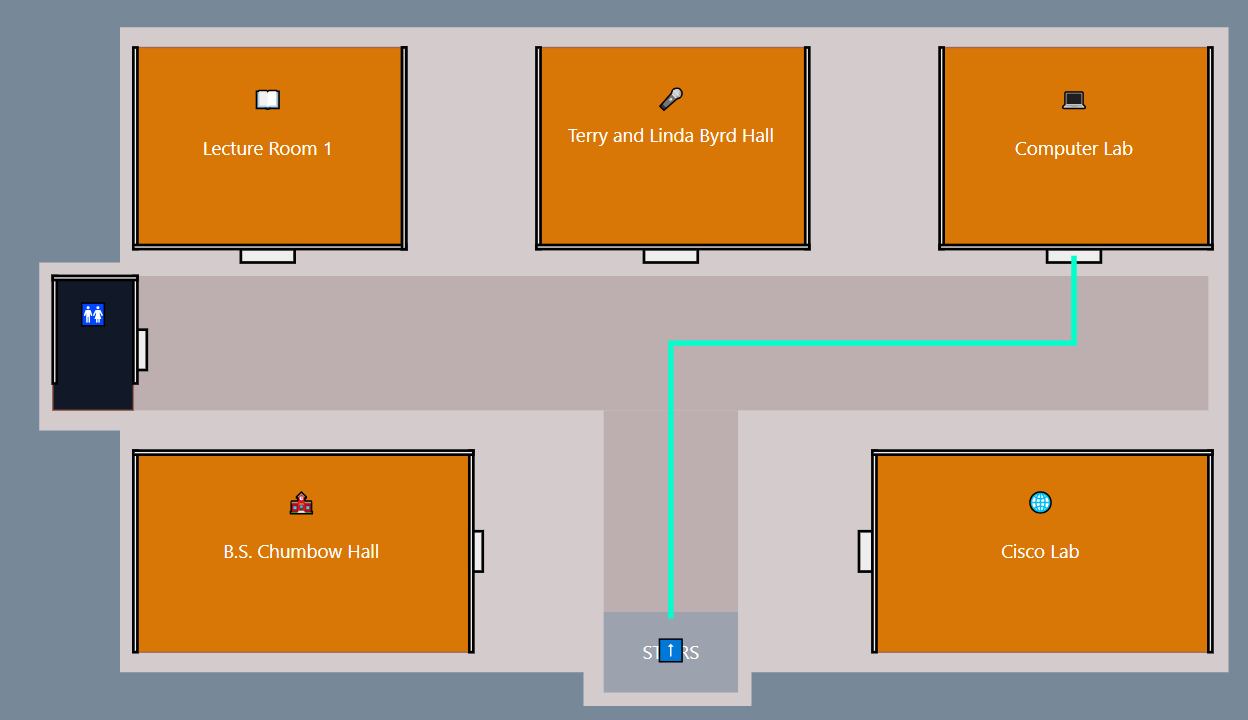 Lecture Room 1
Terry and Linda Byrd Hall
Computer Lab
B.S. Chumbow Hall
Cisco Lab